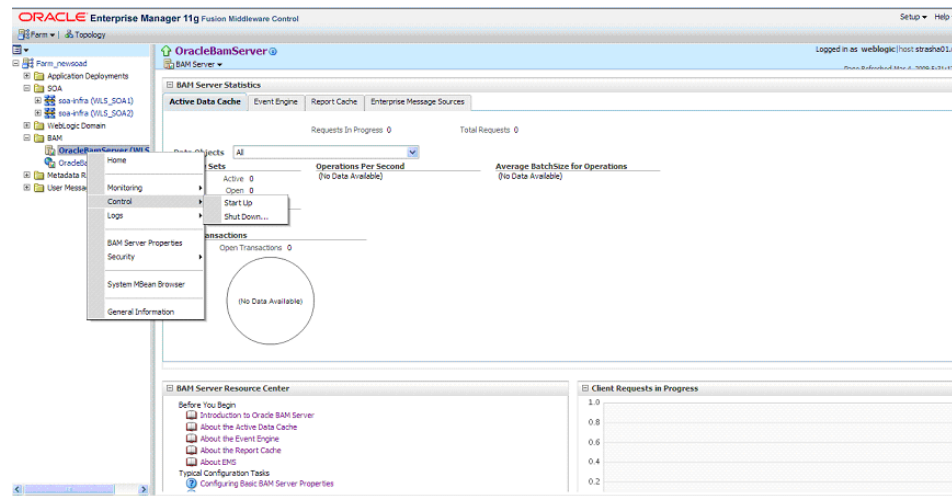 ORACLE Enterprise Manager 11g Fusion Middleware Control
Setup Help
Farm Topology
OracleBamServer
Logged in as weblogic|host strasha01.
BAM Server
Farm_newsoad
Application Deployments
SOA
soa-infra (WLS_SOA1)
soa-infra (WLS_SOA2)
WebLogic Domain
BAM
OracleBamServer (WLS
OracleBa
Metadata R
User Messa
Home
Monitoring
Control
Logs
BAM Server Properties
Security
System MBean Browser
General Information
Start Up
Shut Down...
BAM Server Statistics
Active Data Cache Event Engine Report Cache Enterprise Message Sources
Requests In Progress 0 Total Requests 0
Data Objects All
Sets
Active 0
Open 0
Operations Per Second
(No Data Available)
Average BatchSize for Operations
(No Data Available)
ansactions
Open Transactions 0
(No Data Available)
BAM Server Resource Center
Before You Begin
Introduction to Oracle BAM Server
About the Active Data Cache
About the Event Engine
About the Report Cache
About EMS
Typical Configuration Tasks
Configuring Basic BAM Server Properties
Client Requests in Progress
1.0
0.8
0.6
0.4
0.2